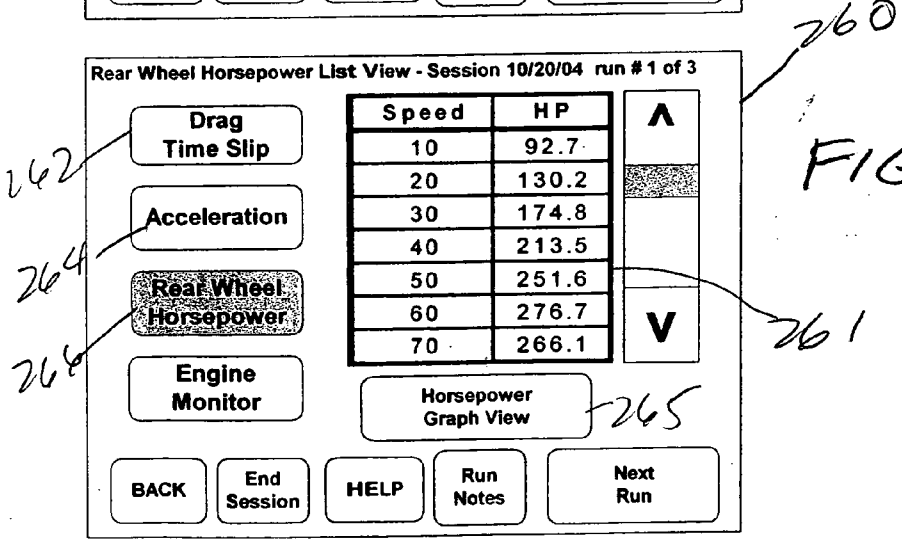 260
Rear Wheel Horsepower List View - Session 10/20/04 run # 1 of 3
Drag
Time Slip
262
Acceleration
264
Rear Wheel
Horsepower
266
Engine
Monitor
Speed HP
10 92.7
20 130.2
30 174.8
40 213.5
50 251.6
60 276.7
70 266.1
Λ
V
261
FIG
Horsepower
Graph View
265
BACK
End
Session
HELP
Run
Notes
Next
Run